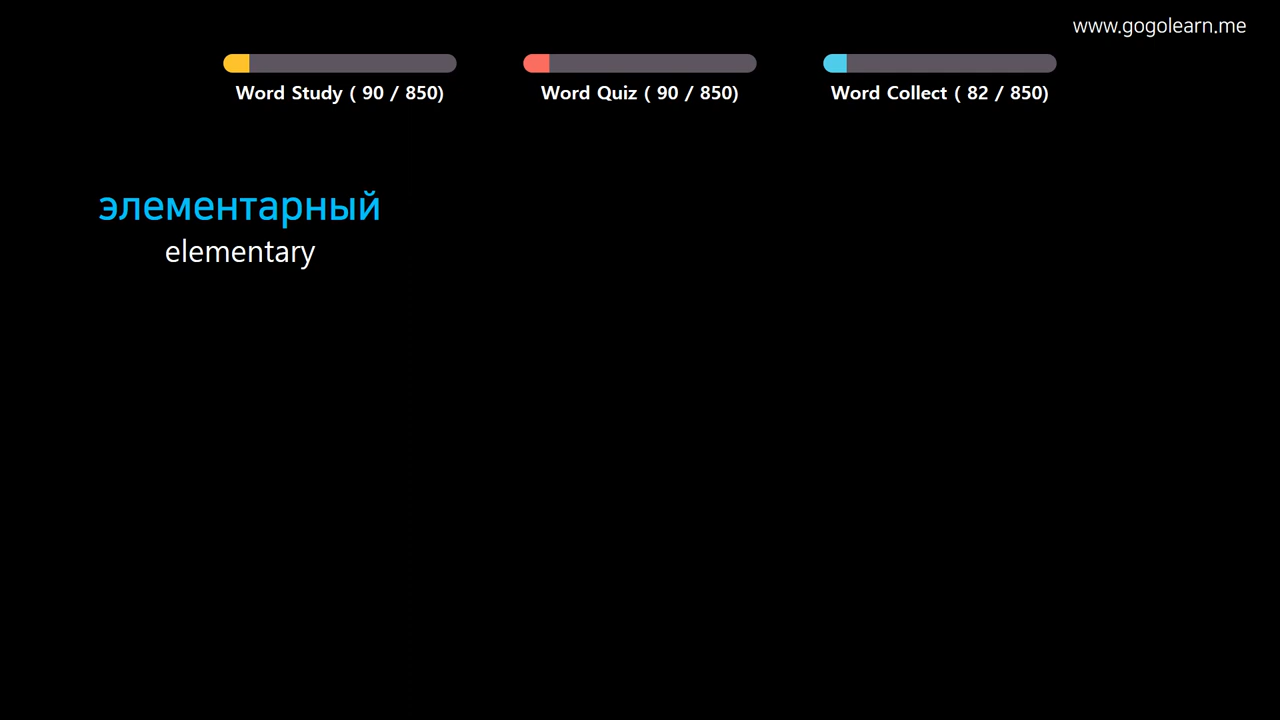 www.gogolearn.me
Word Study ( 90 / 850)
Word Quiz ( 90 / 850)
Word Collect ( 82 / 850)
элементарный
elementary